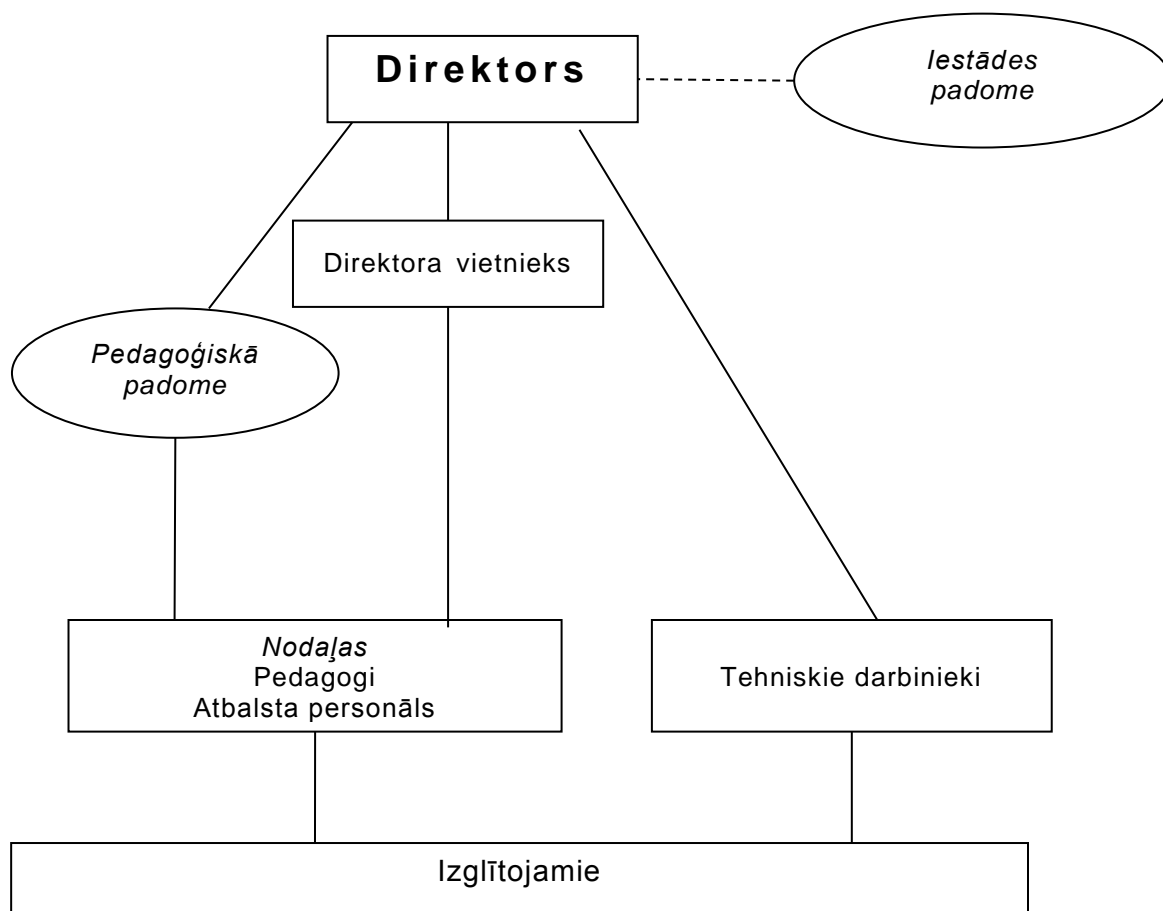 Direktors
Iestādes
padome
Direktora vietnieks
Pedagoģiskā
padome
Nodaļas
Pedagogi
Atbalsta personāls
Tehniskie darbinieki
Izglītojamie